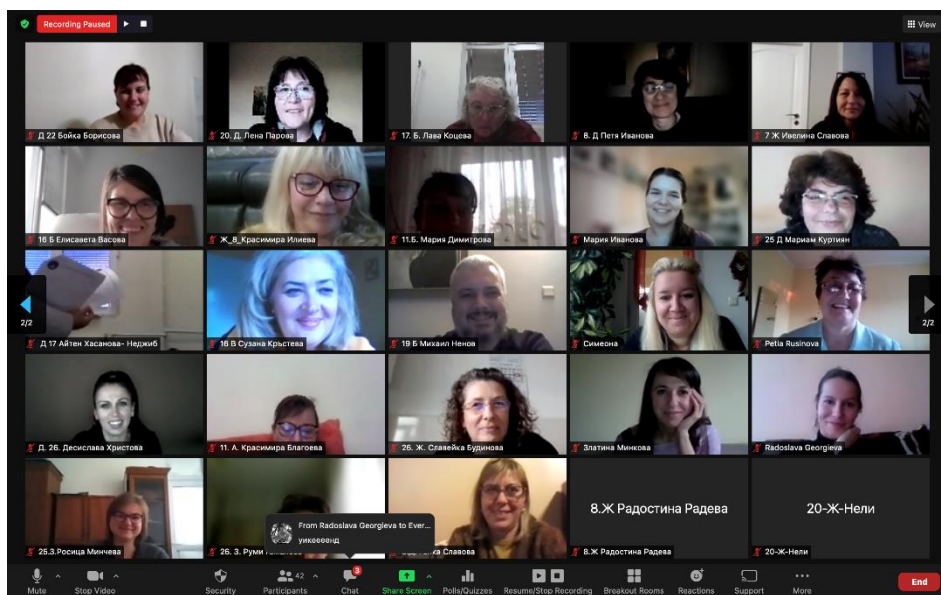 Recording Paused
View
Д 22 Бойка Борисова
20. Д. Лена Парова
17. Б. Лава Коцева
8. Д Петя Иванова
7 Ж Ивелина Славова
16 Б Елисавета Васова
Ж_8_Красимира Илиева
11.Б. Мария Димитрова
Мария Иванова
25 Д Мариам Куртиян
2/2
2/2
Д 17 Айтен Хасанова- Неджиб
16 В Сузана Кръстева
19 Б Михаил Ненов
Симеона
Petia Rusinova
Д. 26. Десислава Христова
11. А. Красимира Благоева
26. Ж. Славейка Будинова
Златина Минкова
Radoslava Georgieva
8.Ж Радостина Радева
20-Ж-Нели
From Radoslava Georgieva to Ever...
уикеееенд
25.З.Росица Минчева
26. З. Руми
Славова
8.Ж Радостина Радева
20-Ж-Нели
Mute
Stop Video
Security
Participants
42
Chat
3
Share Screen
Polls/Quizzes
Resume/Stop Recording
Breakout Rooms
Reactions
Support
More
End